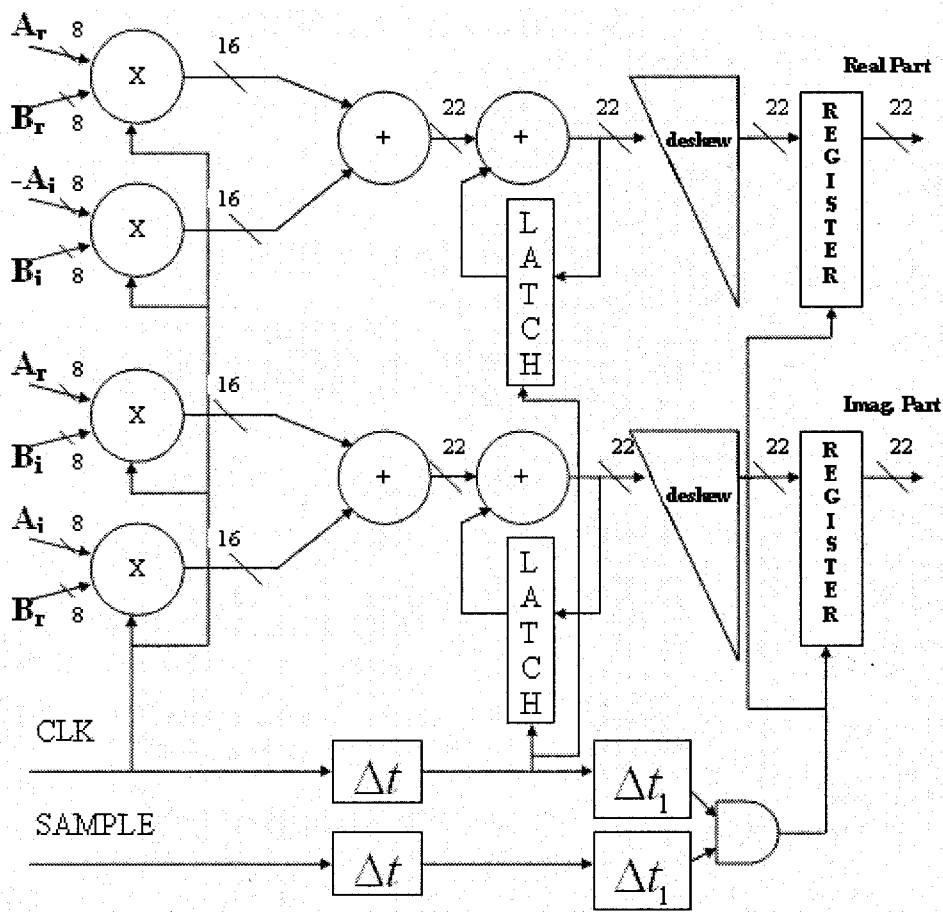 Aᵣ 8
16
X
Bᵣ 8
+
22
+
22
deskew
22
Real Part
REGISTER
22
-Aᵢ 8
X
16
Bᵢ 8
LATCH
Aᵣ 8
X
16
Bᵢ 8
+
22
+
22
deskew
22
Imag. Part
REGISTER
22
Aᵢ 8
X
16
Bᵣ 8
LATCH
CLK
Δt
Δt₁
SAMPLE
Δt
Δt₁